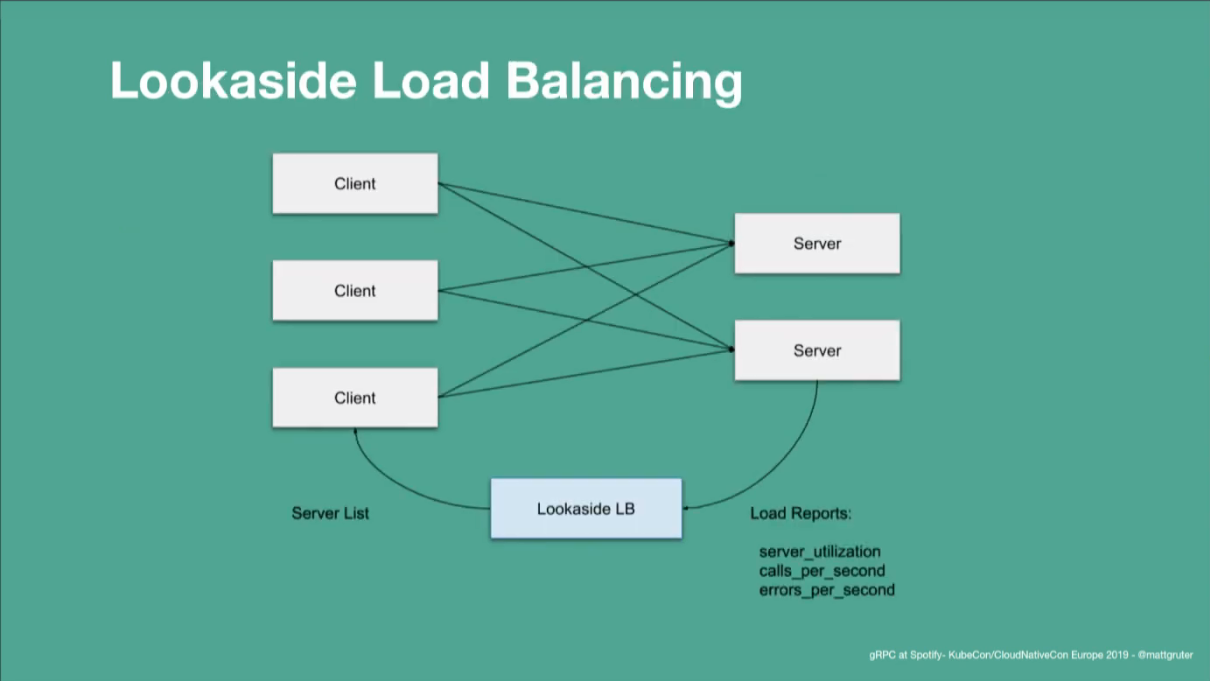 Lookaside Load Balancing
Client
Server
Client
Server
Client
Lookaside LB
Server List
Load Reports:
server_utilization
calls_per_second
errors_per_second
gRPC at Spotify- KubeCon/CloudNativeCon Europe 2019 - @mattgruter